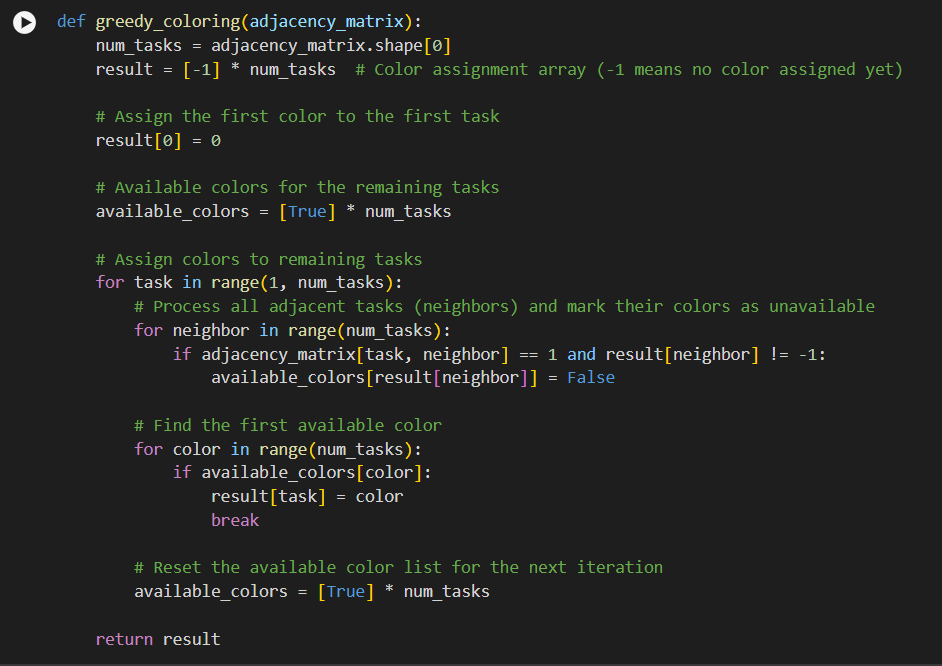 def greedy_coloring(adjacency_matrix):
    num_tasks = adjacency_matrix.shape[0]
    result = [-1] * num_tasks  # Color assignment array (-1 means no color assigned yet)

    # Assign the first color to the first task
    result[0] = 0

    # Available colors for the remaining tasks
    available_colors = [True] * num_tasks

    # Assign colors to remaining tasks
    for task in range(1, num_tasks):
        # Process all adjacent tasks (neighbors) and mark their colors as unavailable
        for neighbor in range(num_tasks):
            if adjacency_matrix[task, neighbor] == 1 and result[neighbor] != -1:
                available_colors[result[neighbor]] = False

        # Find the first available color
        for color in range(num_tasks):
            if available_colors[color]:
                result[task] = color
                break

        # Reset the available color list for the next iteration
        available_colors = [True] * num_tasks

    return result